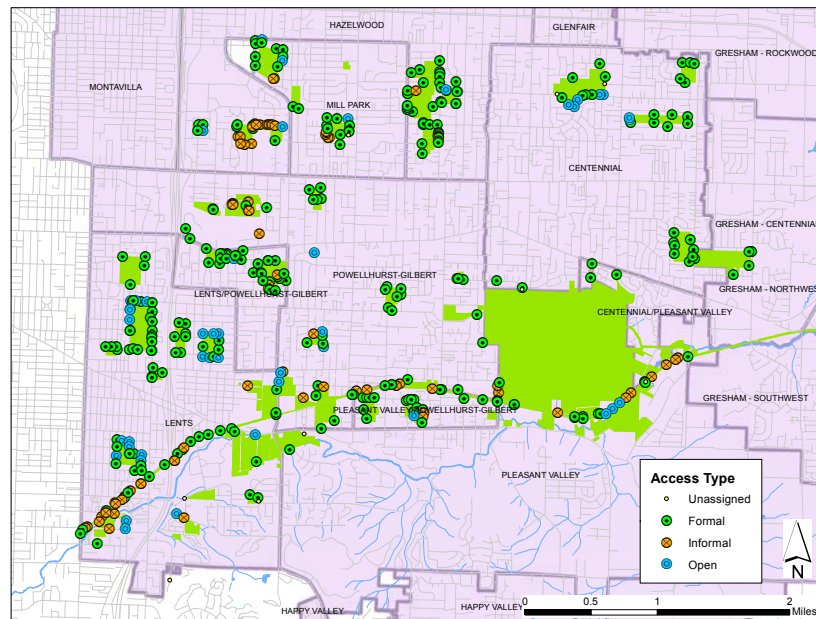 HAZELWOOD
GLENFAIR
GRESHAM - ROCKWOOD
MONTAVILLA
MILL PARK
CENTENNIAL
GRESHAM - CENTENNIAL
POWELLHURST-GILBERT
GRESHAM - NORTHWEST
LENTS/POWELLHURST-GILBERT
CENTENNIAL/PLEASANT VALLEY
GRESHAM - SOUTHWEST
PLEASANT VALLEY/POWELLHURST-GILBERT
LENTS
PLEASANT VALLEY
Access Type
Unassigned
Formal
Informal
Open
N
HAPPY VALLEY
HAPPY VALLEY
0 0.5 1 2
Miles